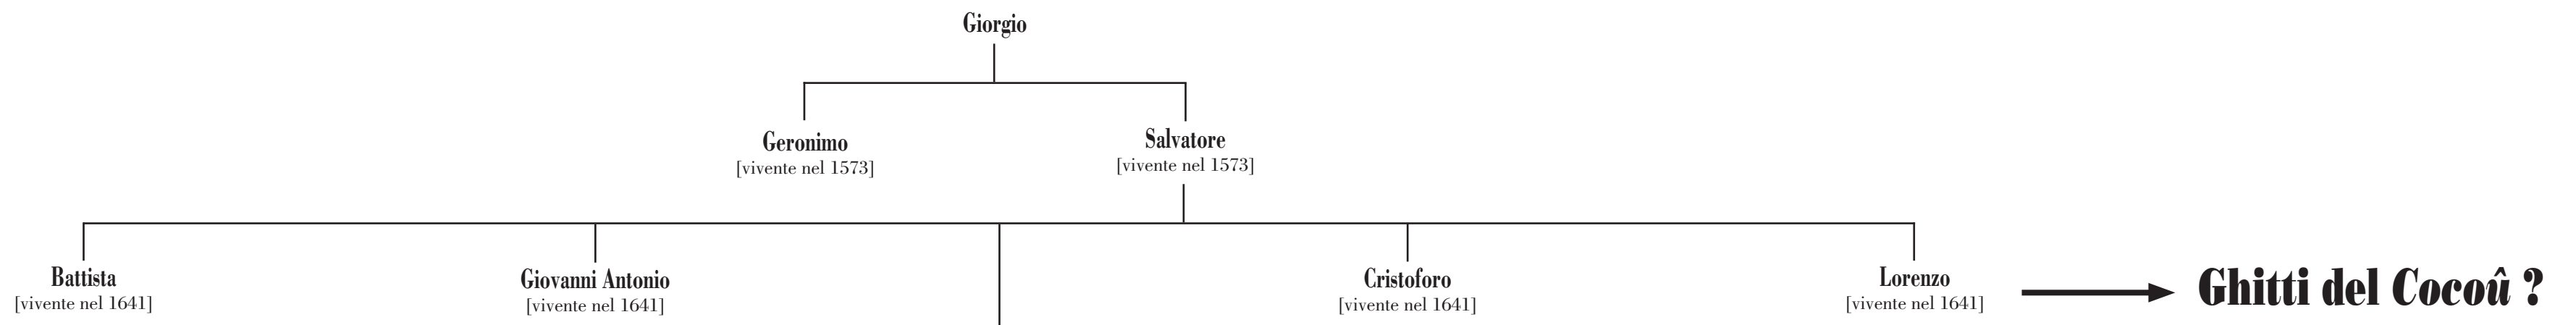 Giorgio
Geronimo
[vivente nel 1573]
Salvatore
[vivente nel 1573]
Battista
[vivente nel 1641]
Giovanni Antonio
[vivente nel 1641]
Cristoforo
[vivente nel 1641]
Lorenzo
[vivente nel 1641]
Ghitti del Cocoû ?